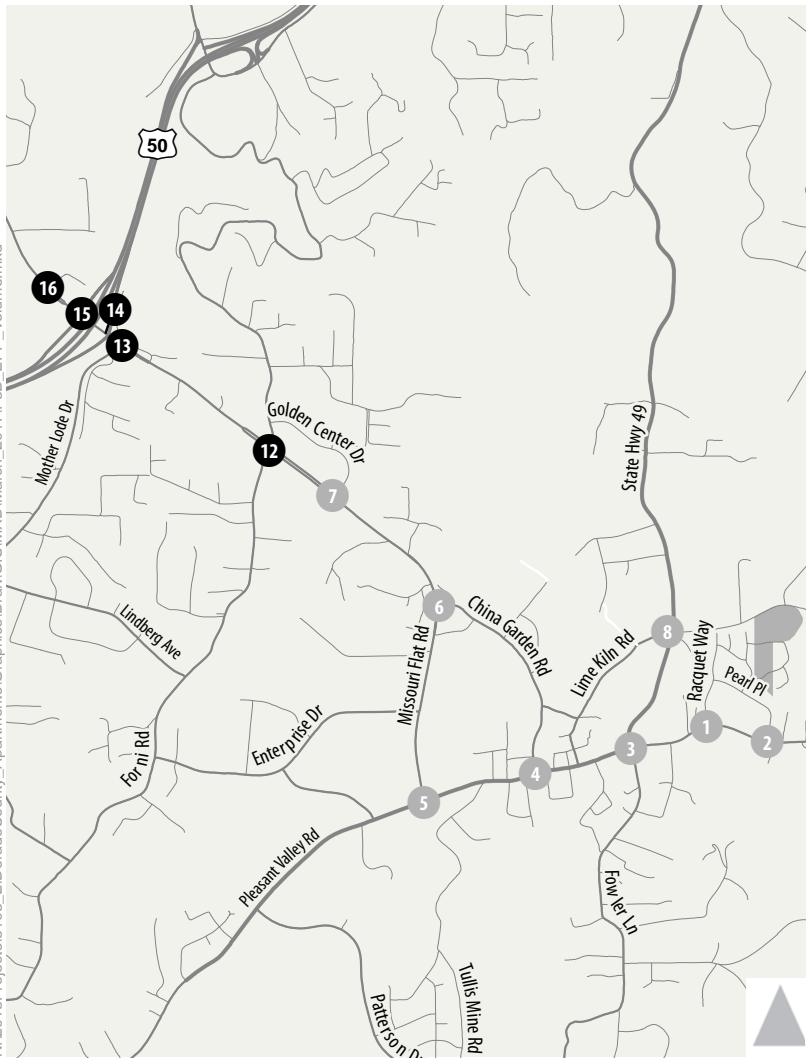 50
16
15
14
13
Mother Lode Dr
Golden Center Dr
12
7
State Hwy 49
Lindberg Ave
6
China Garden Rd
Missouri Flat Rd
Lime Kiln Rd
8
Racquet Way
Pearl Pl
Forni Rd
Enterprise Dr
1
2
3
4
5
Pleasant Valley Rd
Fowler Ln
Tullis Mine Rd
Patterson Dr